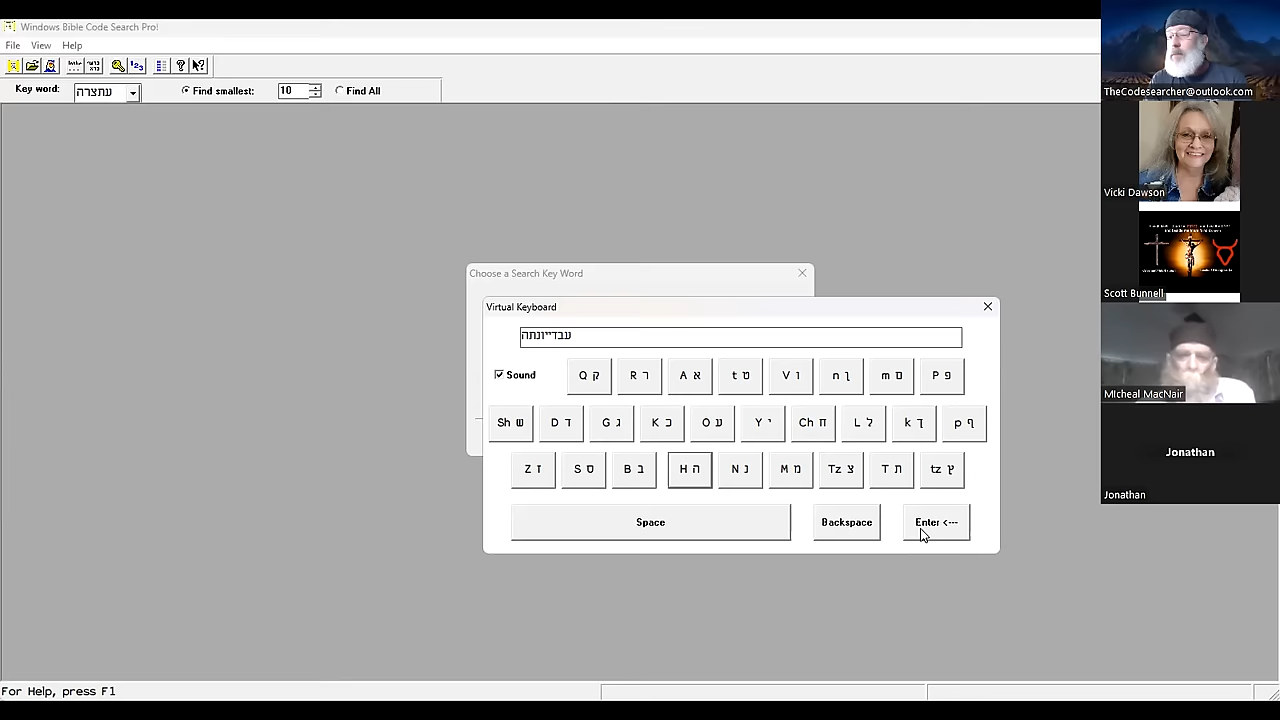 Windows Bible Code Search Pro!
File View Help
Key word: עתצרה Find smallest: 10 Find All
Choose a Search Key Word
Virtual Keyboard
עבדייונתה
Sound Q ק R ר A א t ט V ו n ן m ם P פ
Sh ש D ד G ג K כ O ע Y י Ch ח L ל k ך p ף
Z ז S ס B ב H ה N נ M מ Tz צ T ת tz ץ
Space Backspace Enter <---
For Help, press F1
TheCodesearcher@outlook.com
Vicki Dawson
Scott Bunnell
MIcheal MacNair
Jonathan
Jonathan